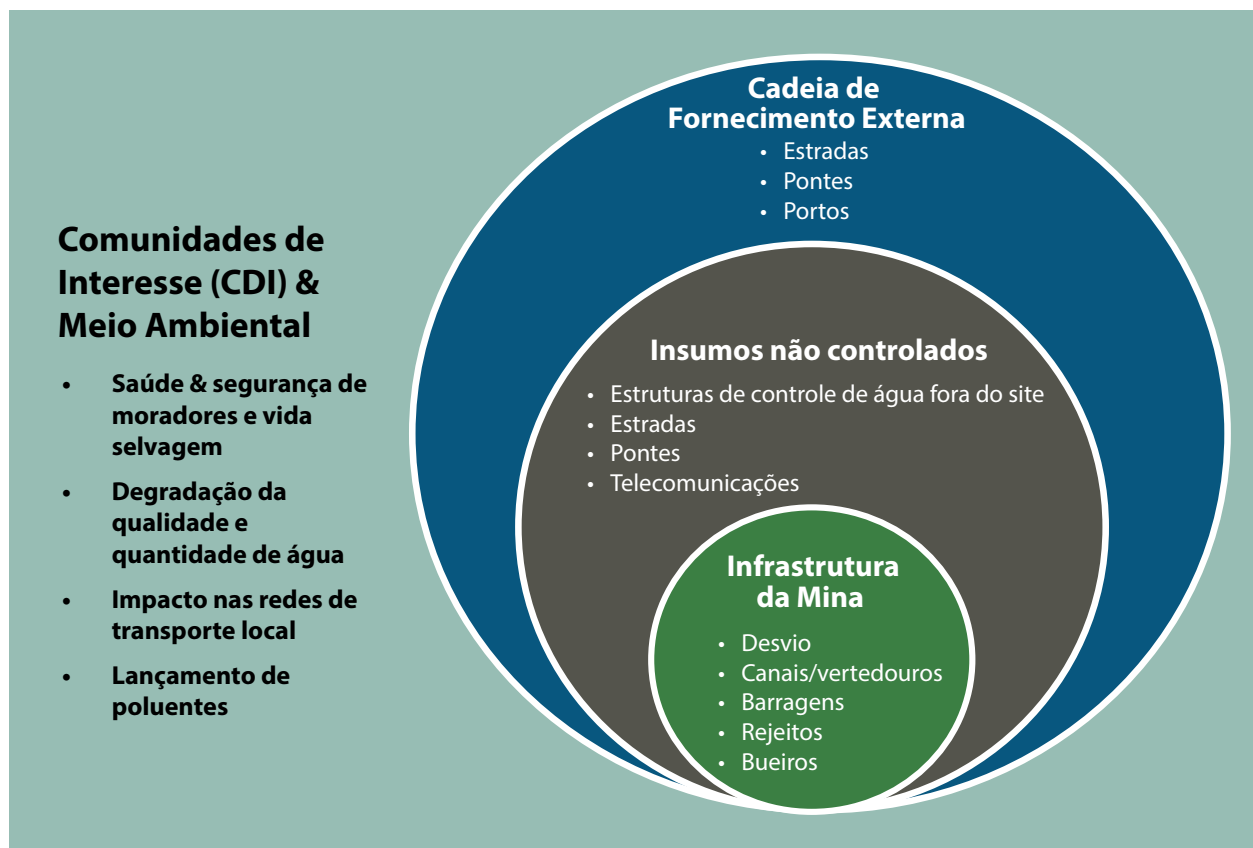 Comunidades de
Interesse (CDI) &
Meio Ambiental
• Saúde & segurança de
moradores e vida
selvagem
• Degradação da
qualidade e
quantidade de água
• Impacto nas redes de
transporte local
• Lançamento de
poluentes
Cadeia de
Fornecimento Externa
• Estradas
• Pontes
• Portos
Insumos não controlados
• Estruturas de controle de água fora do site
• Estradas
• Pontes
• Telecomunicações
Infrastrutura
da Mina
• Desvio
• Canais/vertedouros
• Barragens
• Rejeitos
• Bueiros